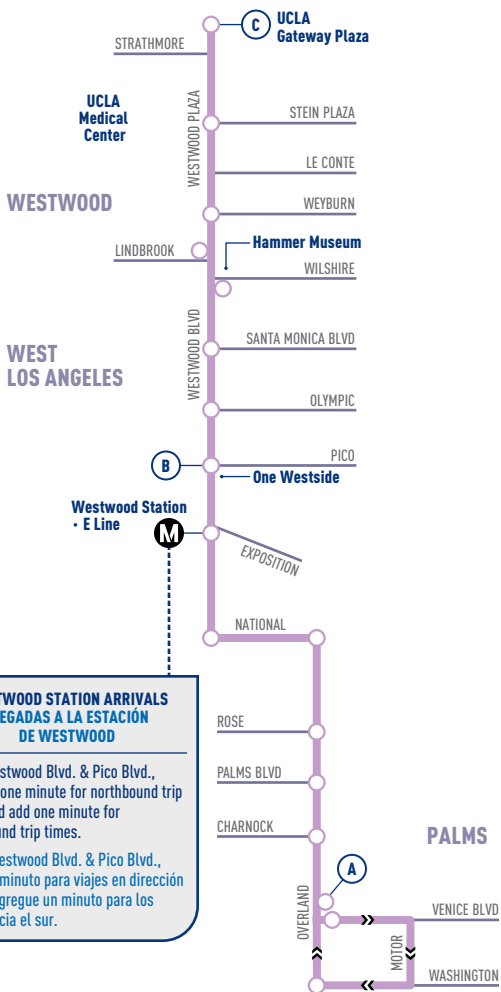 C UCLA
Gateway Plaza
STRATHMORE
WESTWOOD PLAZA
UCLA
Medical
Center
STEIN PLAZA
LE CONTE
WESTWOOD
WEYBURN
LINDBROOK
Hammer Museum
WILSHIRE
WESTWOOD BLVD
SANTA MONICA BLVD
WEST
LOS ANGELES
OLYMPIC
B
PICO
One Westside
Westwood Station
• E Line
M
EXPOSITION
NATIONAL
TWOOD STATION ARRIVALS
EGADAS A LA ESTACIÓN
DE WESTWOOD
stwood Blvd. & Pico Blvd.,
one minute for northbound trip
d add one minute for
und trip times.
estwood Blvd. & Pico Blvd.,
minuto para viajes en dirección
gregue un minuto para los
cia el sur.
ROSE
PALMS BLVD
CHARNOCK
PALMS
A
OVERLAND
VENICE BLVD
MOTOR
WASHINGTON